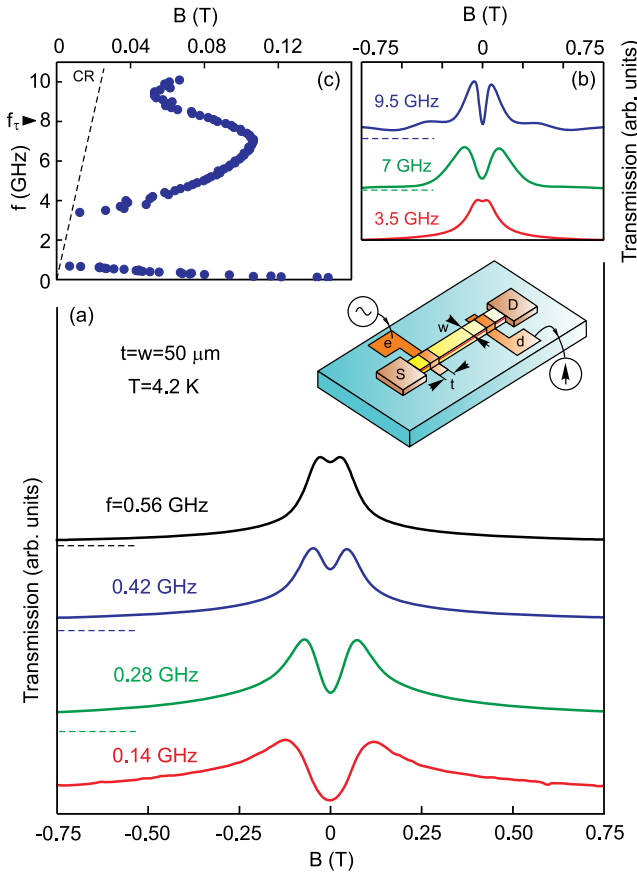 B (T)
0 0.04 0.08 0.12
CR
(c)
10
8
6
4
2
0
fτ
f (GHz)
B (T)
-0.75 0 0.75
(b)
9.5 GHz
7 GHz
3.5 GHz
Transmission (arb. units)
(a)
t=w=50 μm
T=4.2 K
~
e
w
D
d
S
t
f=0.56 GHz
0.42 GHz
0.28 GHz
0.14 GHz
Transmission (arb. units)
-0.75 -0.50 -0.25 0 0.25 0.50 0.75
B (T)